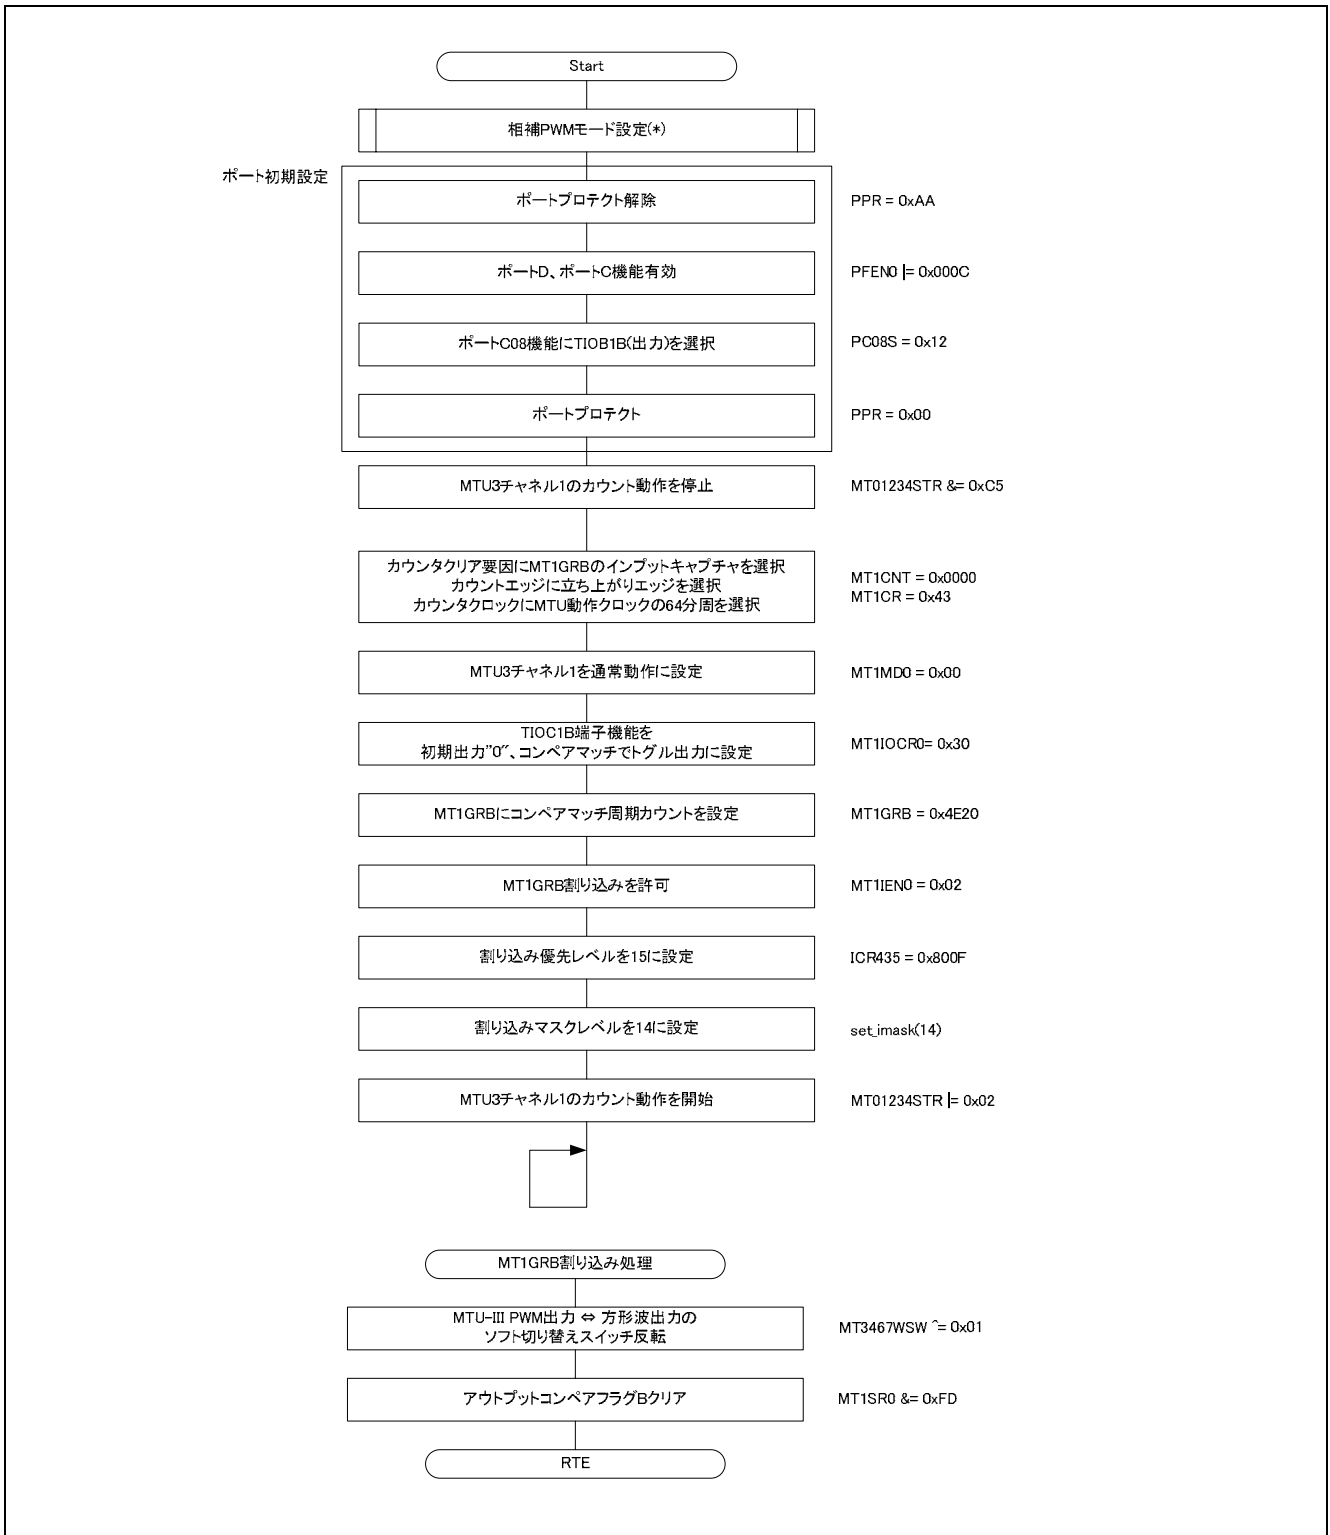 Start
相補PWMモード設定(*)
ポート初期設定
ポートプロテクト解除
PPR = 0xAA
ポートD、ポートC機能有効
PFEN0 |= 0x000C
ポートC08機能にTIOB1B(出力)を選択
PC08S = 0x12
ポートプロテクト
PPR = 0x00
MTU3チャネル1のカウント動作を停止
MT01234STR &= 0xC5
カウンタクリア要因にMT1GRBのインプットキャプチャを選択
カウントエッジに立ち上がりエッジを選択
カウンタクロックにMTU動作クロックの64分周を選択
MT1CNT = 0x0000
MT1CR = 0x43
MTU3チャネル1を通常動作に設定
MT1MD0 = 0x00
TIOC1B端子機能を
初期出力"0"、コンペアマッチでトグル出力に設定
MT1IOCR0= 0x30
MT1GRBにコンペアマッチ周期カウントを設定
MT1GRB = 0x4E20
MT1GRB割り込みを許可
MT1IEN0 = 0x02
割り込み優先レベルを15に設定
ICR435 = 0x800F
割り込みマスクレベルを14に設定
set_imask(14)
MTU3チャネル1のカウント動作を開始
MT01234STR |= 0x02
MT1GRB割り込み処理
MTU-III PWM出力 ⇔ 方形波出力の
ソフト切り替えスイッチ反転
MT3467WSW ^= 0x01
アウトプットコンペアフラグBクリア
MT1SR0 &= 0xFD
RTE